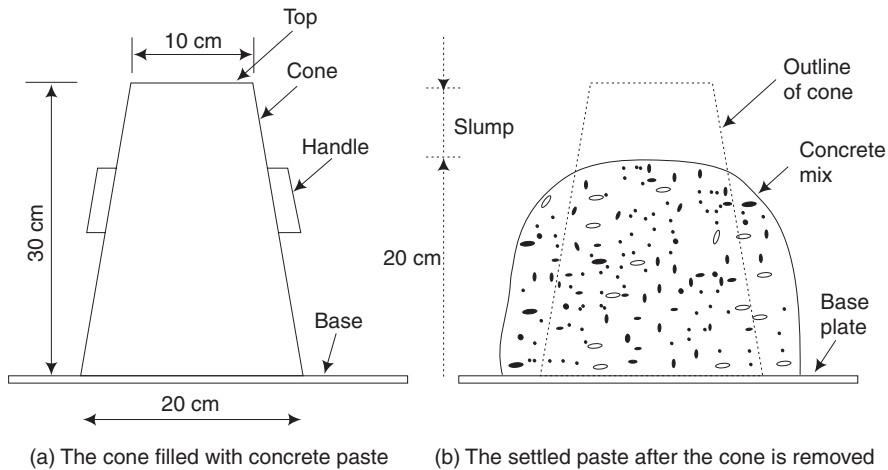 Top
10 cm
Cone
Handle
30 cm
Base
20 cm
(a) The cone filled with concrete paste
Outline
of cone
Slump
Concrete
mix
20 cm
Base
plate
(b) The settled paste after the cone is removed